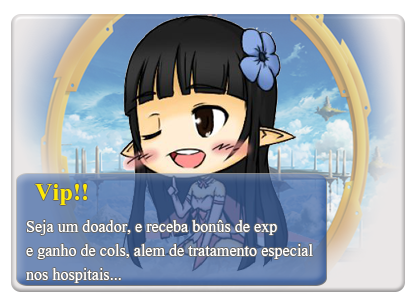 Vip!!
Seja um doador, e receba bonûs de exp
e ganho de cols, alem de tratamento especial
nos hospitais...